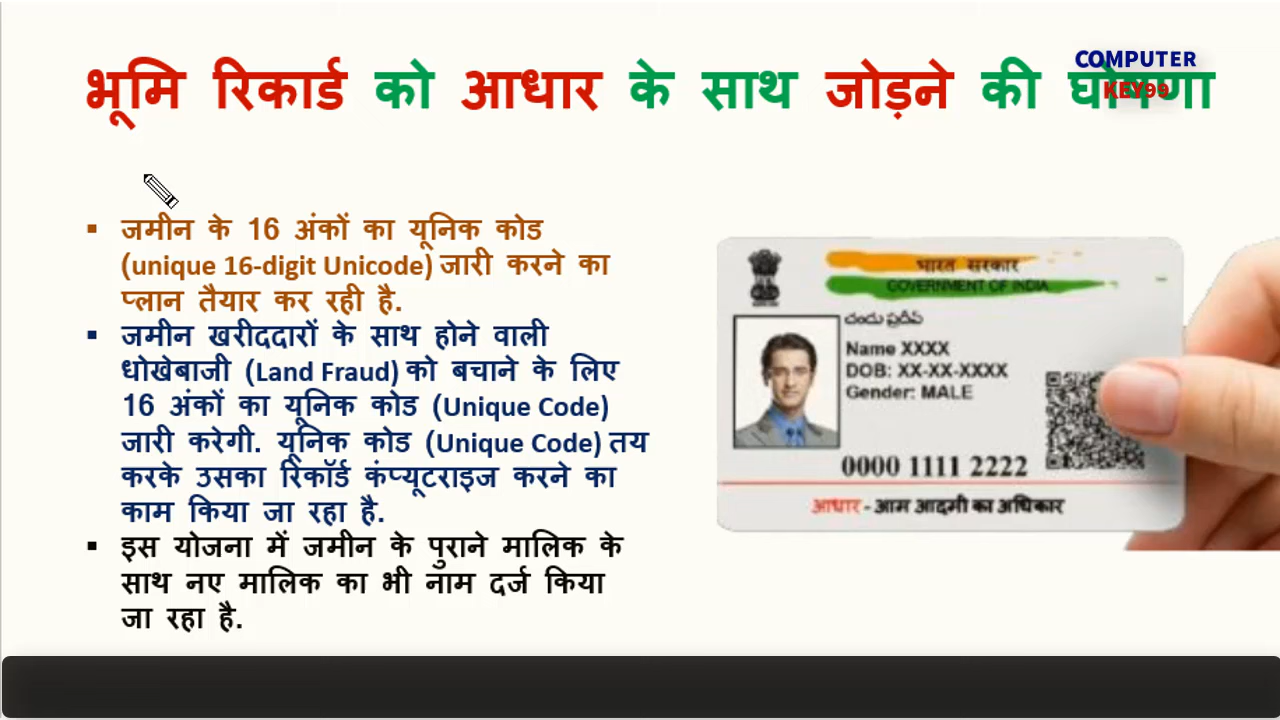 भूमि रिकार्ड को आधार के साथ जोड़ने की घोषणा
COMPUTER
KEY99
▪ जमीन के 16 अंकों का यूनिक कोड
(unique 16-digit Unicode) जारी करने का
प्लान तैयार कर रही है.
▪ जमीन खरीददारों के साथ होने वाली
धोखेबाजी (Land Fraud) को बचाने के लिए
16 अंकों का यूनिक कोड (Unique Code)
जारी करेगी. यूनिक कोड (Unique Code) तय
करके उसका रिकॉर्ड कंप्यूटराइज करने का
काम किया जा रहा है.
▪ इस योजना में जमीन के पुराने मालिक के
साथ नए मालिक का भी नाम दर्ज किया
जा रहा है.
भारत सरकार
GOVERNMENT OF INDIA
చందు ప్రదీప్
Name XXXX
DOB: XX-XX-XXXX
Gender: MALE
0000 1111 2222
आधार - आम आदमी का अधिकार